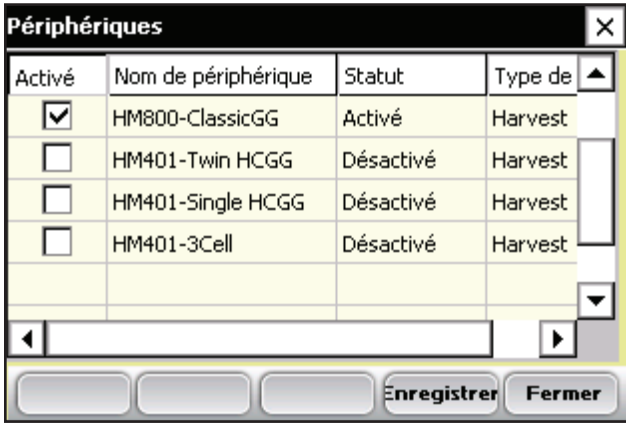 Périphériques
Activé Nom de périphérique Statut Type de
HM800-ClassicGG Activé Harvest
HM401-Twin HCGG Désactivé Harvest
HM401-Single HCGG Désactivé Harvest
HM401-3Cell Désactivé Harvest
Enregistrer Fermer